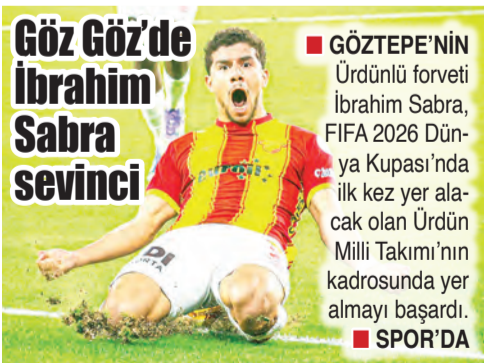 Göz Göz’de
İbrahim
Sabra
sevinci
■ GÖZTEPE’NİN
Ürdünlü forveti
İbrahim Sabra,
FIFA 2026 Dün-
ya Kupası’nda
ilk kez yer ala-
cak olan Ürdün
Milli Takımı’nın
kadrosunda yer
almayı başardı.
■ SPOR’DA